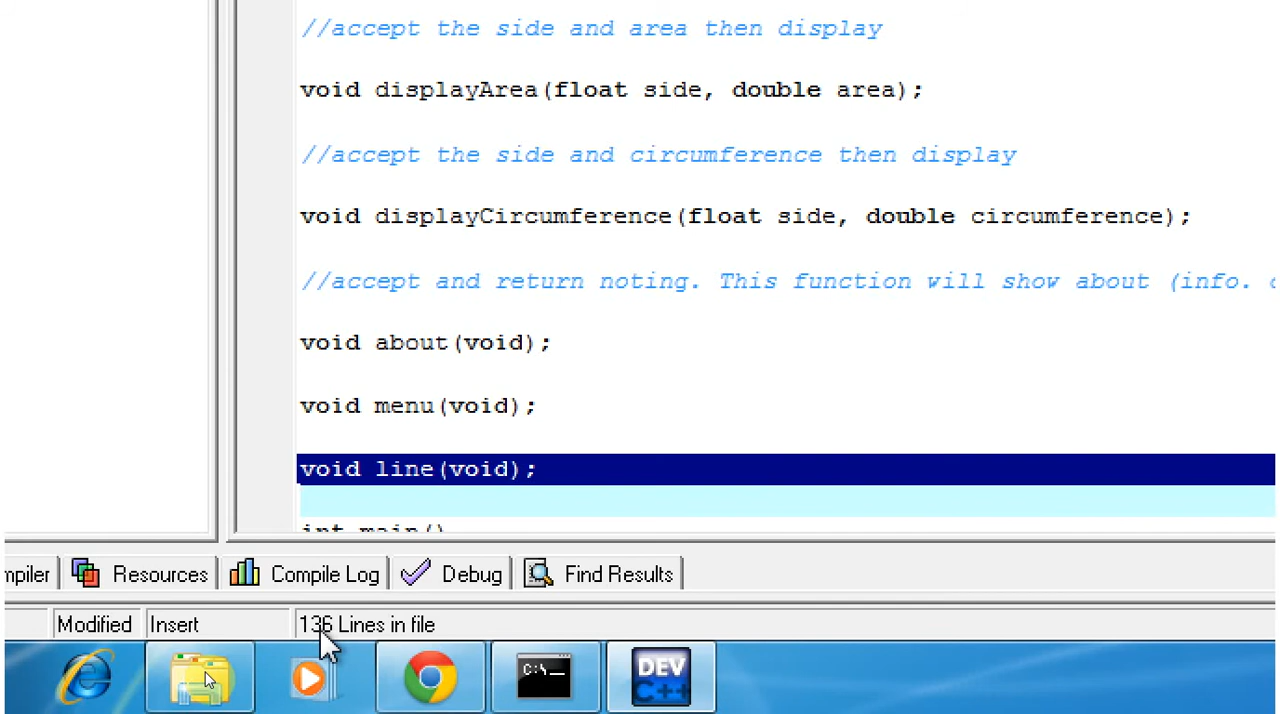 //accept the side and area then display
void displayArea(float side, double area);
//accept the side and circumference then display
void displayCircumference(float side, double circumference);
//accept and return noting. This function will show about (info.
void about(void);
void menu(void);
void line(void);
int main()
mpiler Resources Compile Log Debug Find Results
Modified Insert 136 Lines in file
C:\_ DEV C++